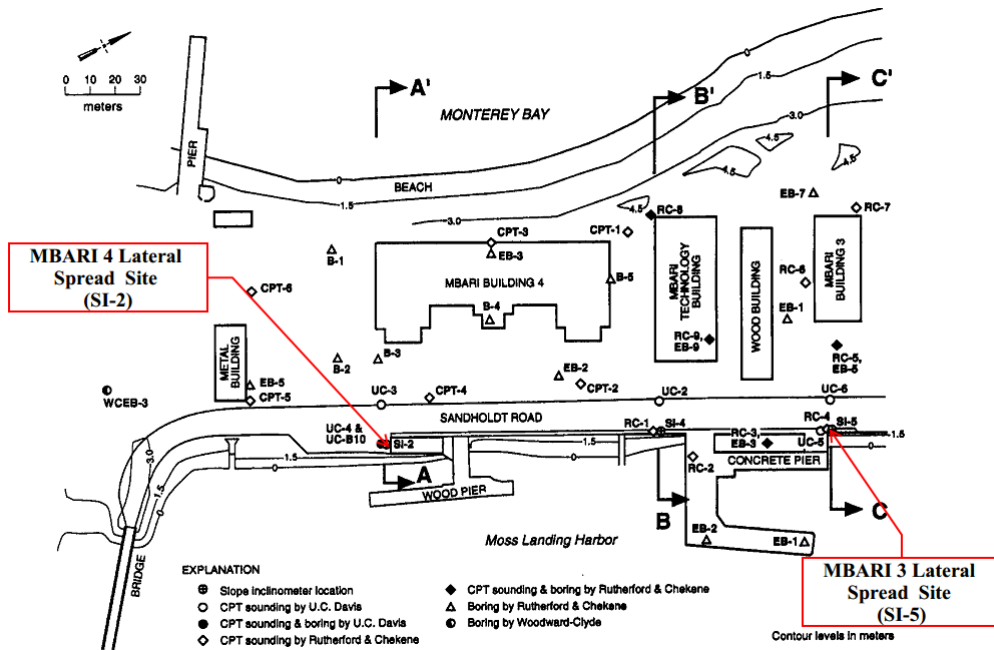 A'
B'
C'
MONTEREY BAY
0 10 20 30
meters
PIER
BEACH
0
1.5
3.0
4.5
4.5
4.5
0
1.5
3.0
4.5
RC-8
EB-7
RC-7
CPT-3
EB-3
CPT-1
B-1
MBARI BUILDING 4
B-5
MBARI
TECHNOLOGY
BUILDING
WOOD BUILDING
RC-6
MBARI
BUILDING 3
MBARI 4 Lateral
Spread Site
(SI-2)
CPT-6
B-4
EB-1
METAL
BUILDING
RC-9,
EB-9
B-2
B-3
RC-5,
EB-5
EB-5
CPT-5
EB-2
CPT-2
WCEB-3
UC-3
CPT-4
UC-2
UC-6
SANDHOLDT ROAD
UC-4 &
UC-B10
SI-2
RC-1
SI-4
RC-3,
EB-3
RC-4
UC-5
SI-5
1.5
0
3.0
1.5
0
1.5
1.5
0
RC-2
CONCRETE PIER
A
WOOD PIER
B
C
EB-2
EB-1
BRIDGE
Moss Landing Harbor
MBARI 3 Lateral
Spread Site
(SI-5)
EXPLANATION
Slope inclinometer location
CPT sounding by U.C. Davis
CPT sounding & boring by U.C. Davis
CPT sounding by Rutherford & Chekene
CPT sounding & boring by Rutherford & Chekene
Boring by Rutherford & Chekene
Boring by Woodward-Clyde
Contour levels in meters